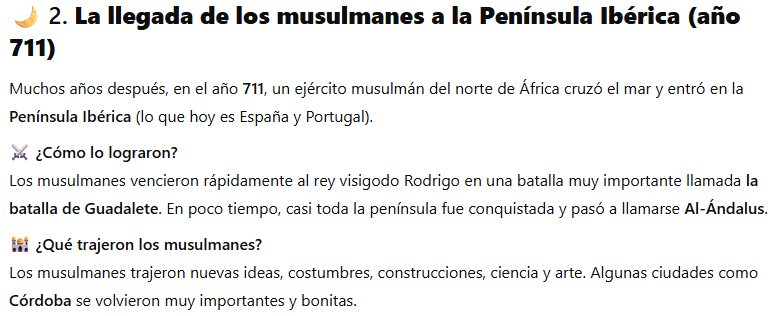 🌙 2. La llegada de los musulmanes a la Península Ibérica (año
711)
Muchos años después, en el año 711, un ejército musulmán del norte de África cruzó el mar y entró en la
Península Ibérica (lo que hoy es España y Portugal).
⚔️ ¿Cómo lo lograron?
Los musulmanes vencieron rápidamente al rey visigodo Rodrigo en una batalla muy importante llamada la
batalla de Guadalete. En poco tiempo, casi toda la península fue conquistada y pasó a llamarse Al-Ándalus.
🕌 ¿Qué trajeron los musulmanes?
Los musulmanes trajeron nuevas ideas, costumbres, construcciones, ciencia y arte. Algunas ciudades como
Córdoba se volvieron muy importantes y bonitas.